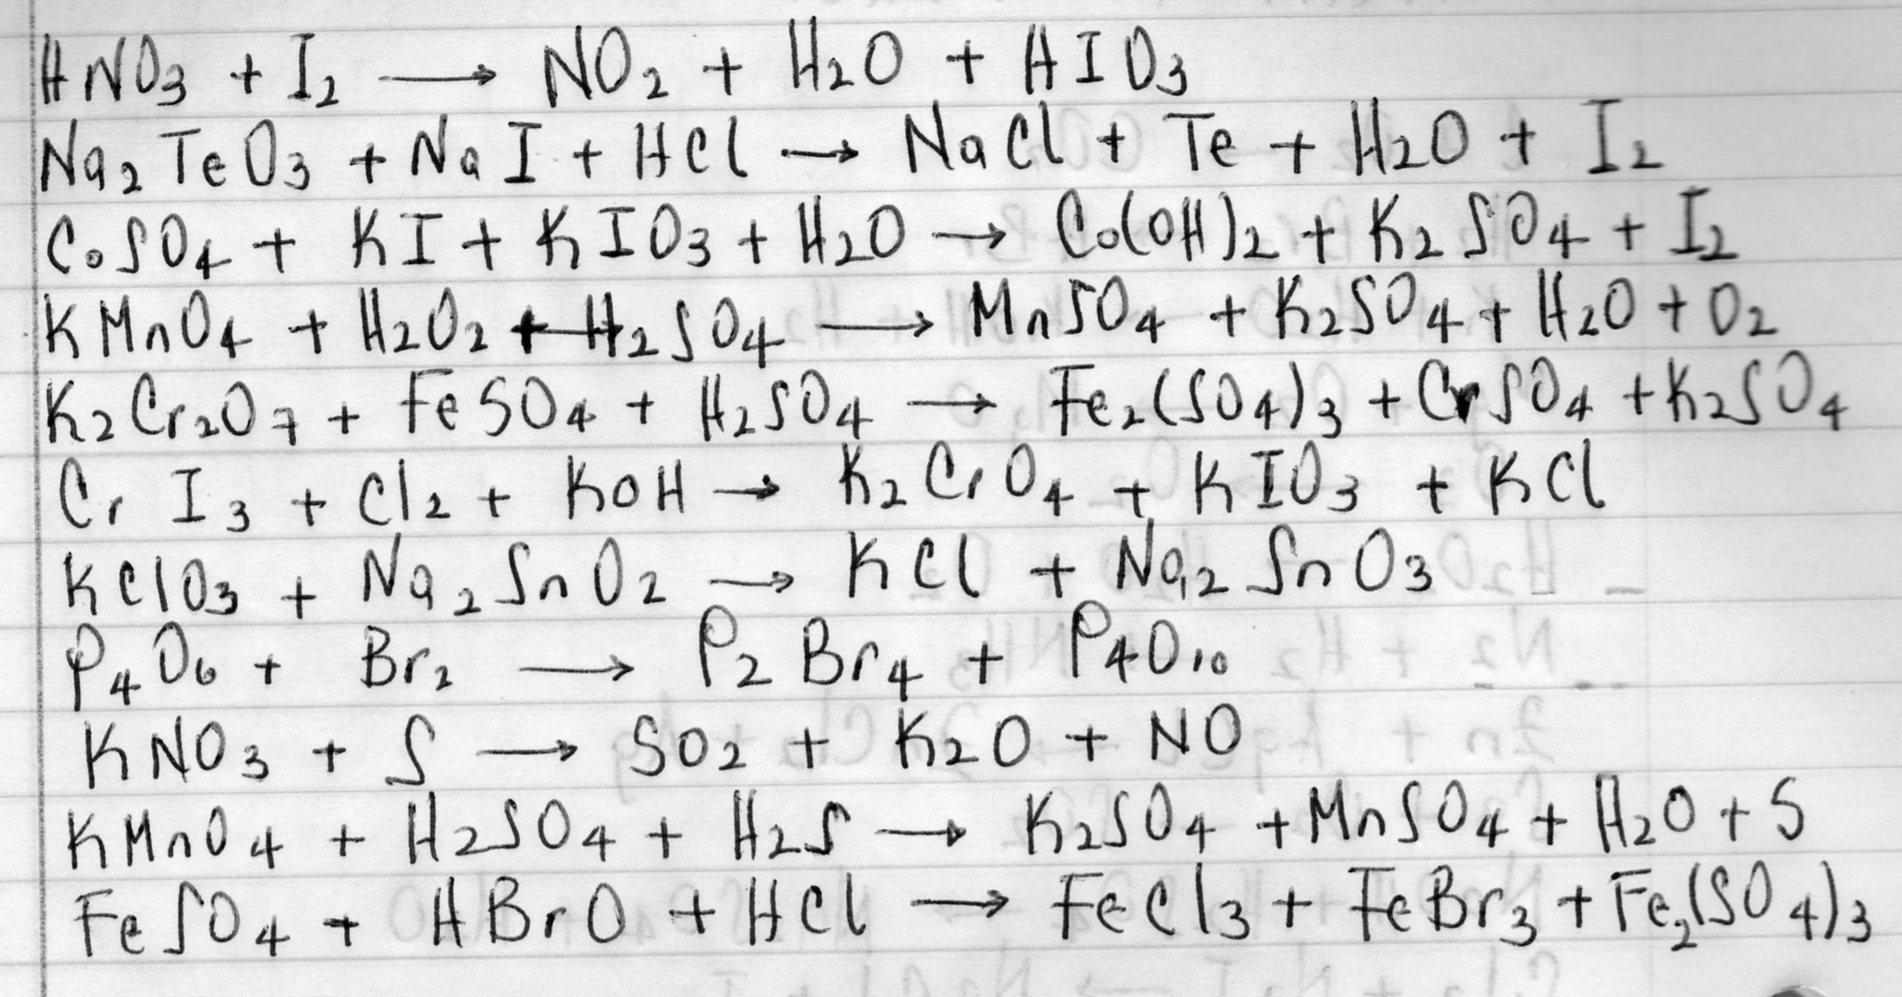 HNO₃ + I₂ → NO₂ + H₂O + HIO₃
Na₂TeO₃ + NaI + HCl → NaCl + Te + H₂O + I₂
CoSO₄ + KI + KIO₃ + H₂O → Co(OH)₂ + K₂SO₄ + I₂
KMnO₄ + H₂O₂ + H₂SO₄ → MnSO₄ + K₂SO₄ + H₂O + O₂
K₂Cr₂O₇ + FeSO₄ + H₂SO₄ → Fe₂(SO₄)₃ + CrSO₄ + K₂SO₄
CrI₃ + Cl₂ + KOH → K₂CrO₄ + KIO₃ + KCl
KClO₃ + Na₂SnO₂ → KCl + Na₂SnO₃
P₄O₆ + Br₂ → P₂Br₄ + P₄O₁₀
KNO₃ + S → SO₂ + K₂O + NO
KMnO₄ + H₂SO₄ + H₂S → K₂SO₄ + MnSO₄ + H₂O + S
FeSO₄ + HBrO + HCl → FeCl₃ + FeBr₃ + Fe₂(SO₄)₃